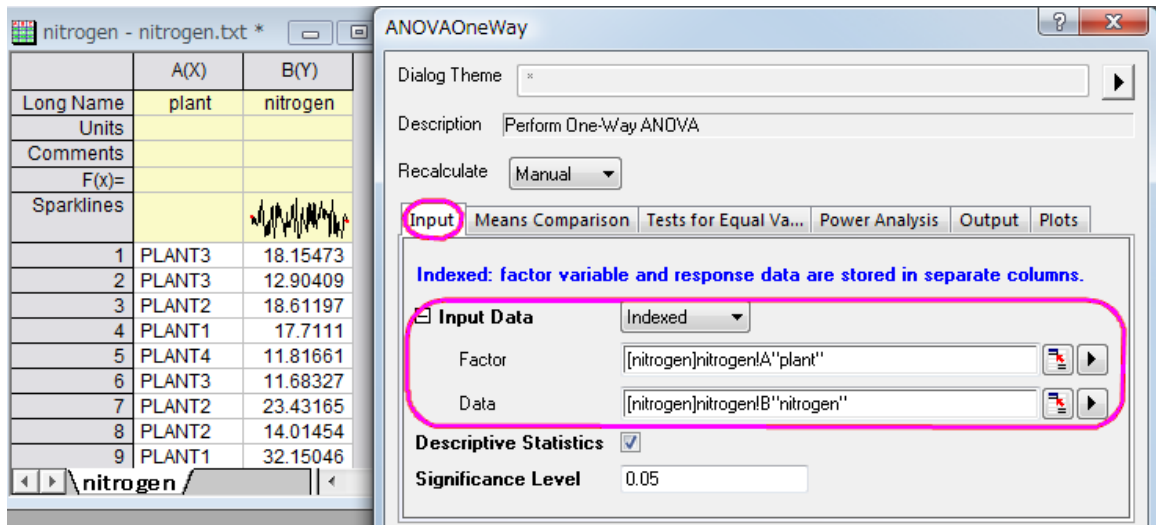 nitrogen - nitrogen.txt *
A(X) B(Y)
Long Name plant nitrogen
Units
Comments
F(x)=
Sparklines
1 PLANT3 18.15473
2 PLANT3 12.90409
3 PLANT2 18.61197
4 PLANT1 17.7111
5 PLANT4 11.81661
6 PLANT3 11.68327
7 PLANT2 23.43165
8 PLANT2 14.01454
9 PLANT1 32.15046
nitrogen
ANOVAOneWay
Dialog Theme *
Description Perform One-Way ANOVA
Recalculate Manual
Input Means Comparison Tests for Equal Va... Power Analysis Output Plots
Indexed: factor variable and response data are stored in separate columns.
Input Data Indexed
Factor [nitrogen]nitrogen!A"plant"
Data [nitrogen]nitrogen!B"nitrogen"
Descriptive Statistics
Significance Level 0.05